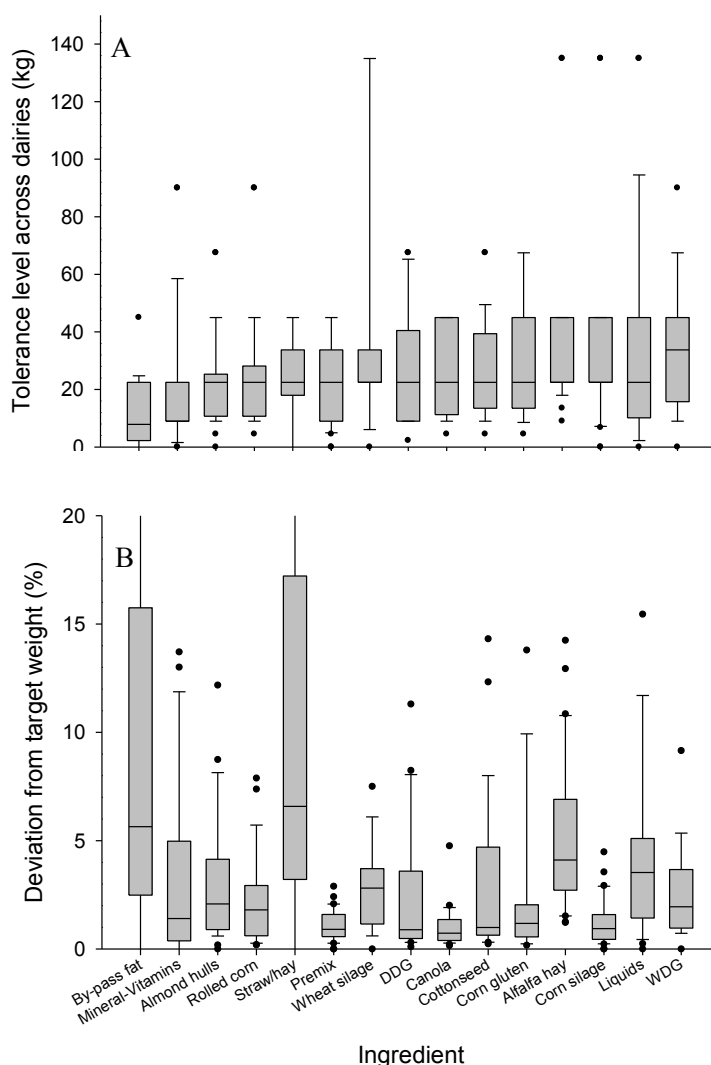 A
Tolerance level across dairies (kg)
140
120
100
80
60
40
20
0
B
Deviation from target weight (%)
20
15
10
5
0
By-pass fat
Mineral-Vitamins
Almond hulls
Rolled corn
Straw/hay
Premix
Wheat silage
DDG
Canola
Cottonseed
Corn gluten
Alfalfa hay
Corn silage
Liquids
WDG
Ingredient